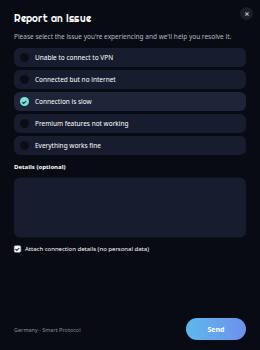 Report an Issue
Please select the issue you're experiencing and we'll help you resolve it.
Unable to connect to VPN
Connected but no internet
Connection is slow
Premium features not working
Everything works fine
Details (optional)
Attach connection details (no personal data)
Germany · Smart Protocol
Send